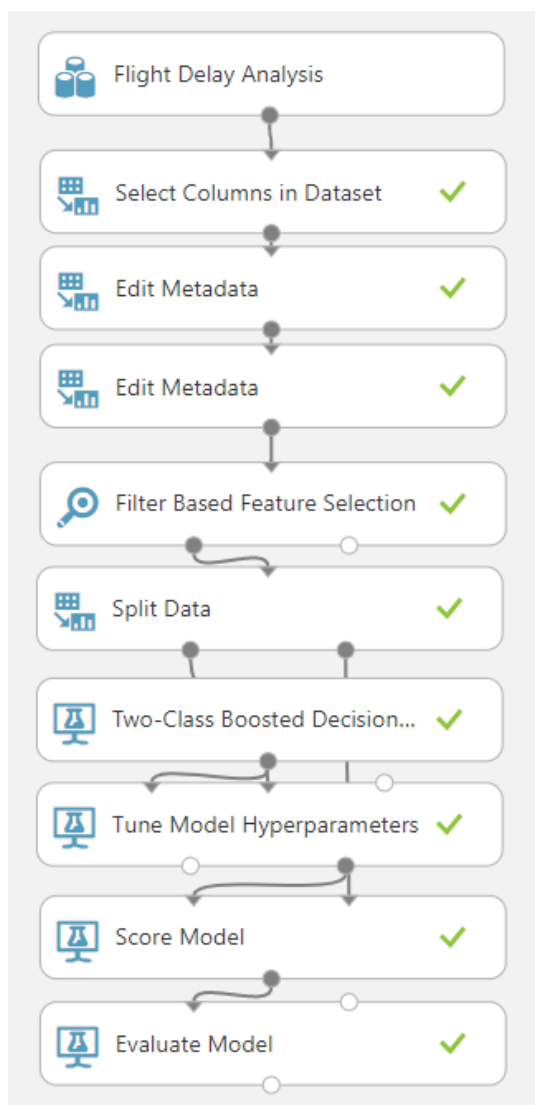 Flight Delay Analysis
Select Columns in Dataset
Edit Metadata
Edit Metadata
Filter Based Feature Selection
Split Data
Two-Class Boosted Decision...
Tune Model Hyperparameters
Score Model
Evaluate Model